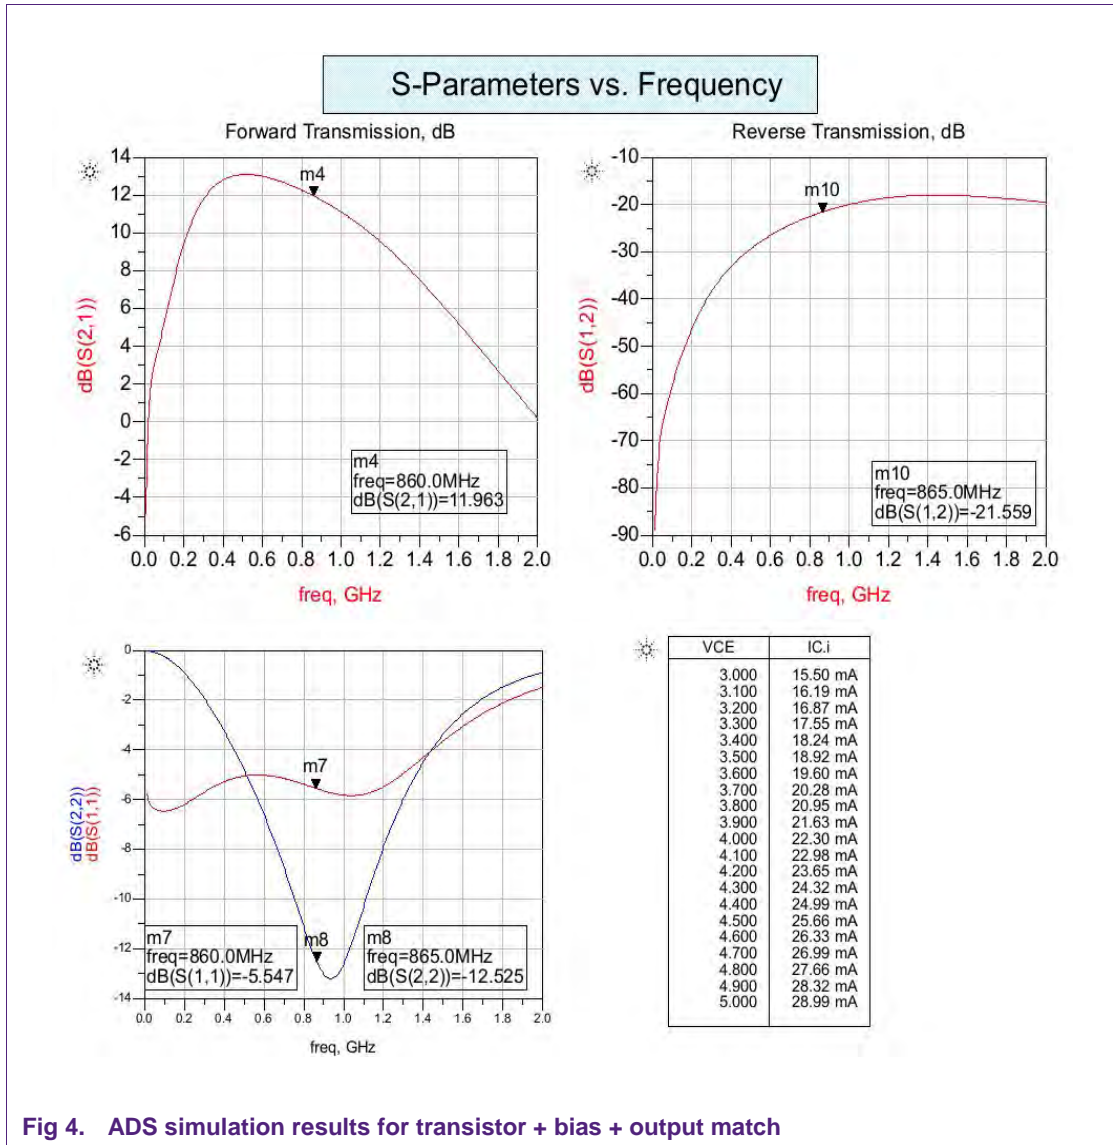 S-Parameters vs. Frequency
Forward Transmission, dB
14
12
10
8
6
4
2
0
-2
-4
-6
dB(S(2,1))
m4
m4
freq=860.0MHz
dB(S(2,1))=11.963
0.0 0.2 0.4 0.6 0.8 1.0 1.2 1.4 1.6 1.8 2.0
freq, GHz
Reverse Transmission, dB
-10
-20
-30
-40
-50
-60
-70
-80
-90
dB(S(1,2))
m10
m10
freq=865.0MHz
dB(S(1,2))=-21.559
0.0 0.2 0.4 0.6 0.8 1.0 1.2 1.4 1.6 1.8 2.0
freq, GHz
0
-2
-4
-6
-8
-10
-12
-14
dB(S(2,2))
dB(S(1,1))
m7
m8
m7
freq=860.0MHz
dB(S(1,1))=-5.547
m8
freq=865.0MHz
dB(S(2,2))=-12.525
0.0 0.2 0.4 0.6 0.8 1.0 1.2 1.4 1.6 1.8 2.0
freq, GHz
VCE IC.i
3.000 15.50 mA
3.100 16.19 mA
3.200 16.87 mA
3.300 17.55 mA
3.400 18.24 mA
3.500 18.92 mA
3.600 19.60 mA
3.700 20.28 mA
3.800 20.95 mA
3.900 21.63 mA
4.000 22.30 mA
4.100 22.98 mA
4.200 23.65 mA
4.300 24.32 mA
4.400 24.99 mA
4.500 25.66 mA
4.600 26.33 mA
4.700 26.99 mA
4.800 27.66 mA
4.900 28.32 mA
5.000 28.99 mA
Fig 4. ADS simulation results for transistor + bias + output match